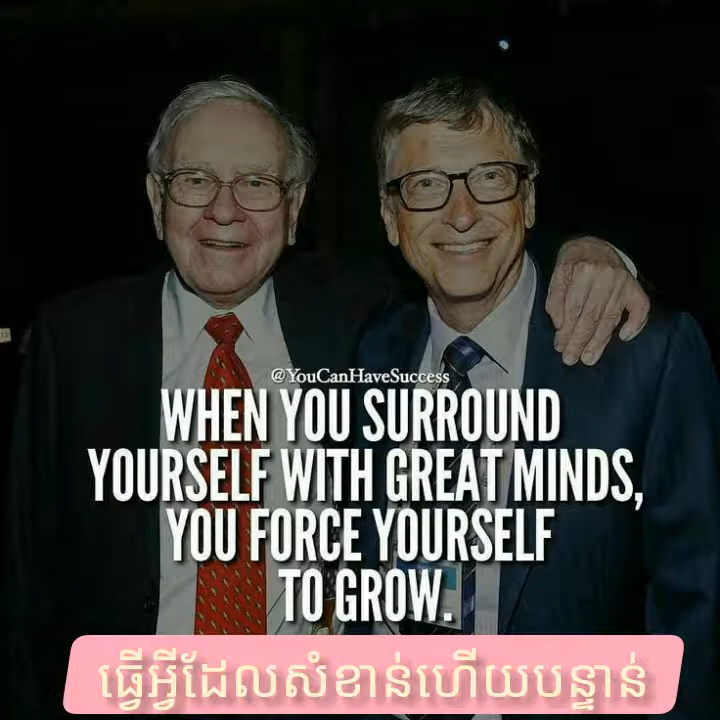 @YouCanHaveSuccess
WHEN YOU SURROUND
YOURSELF WITH GREAT MINDS,
YOU FORCE YOURSELF
TO GROW.
ធ្វើអ្វីដែលសំខាន់ហើយបន្ទាន់